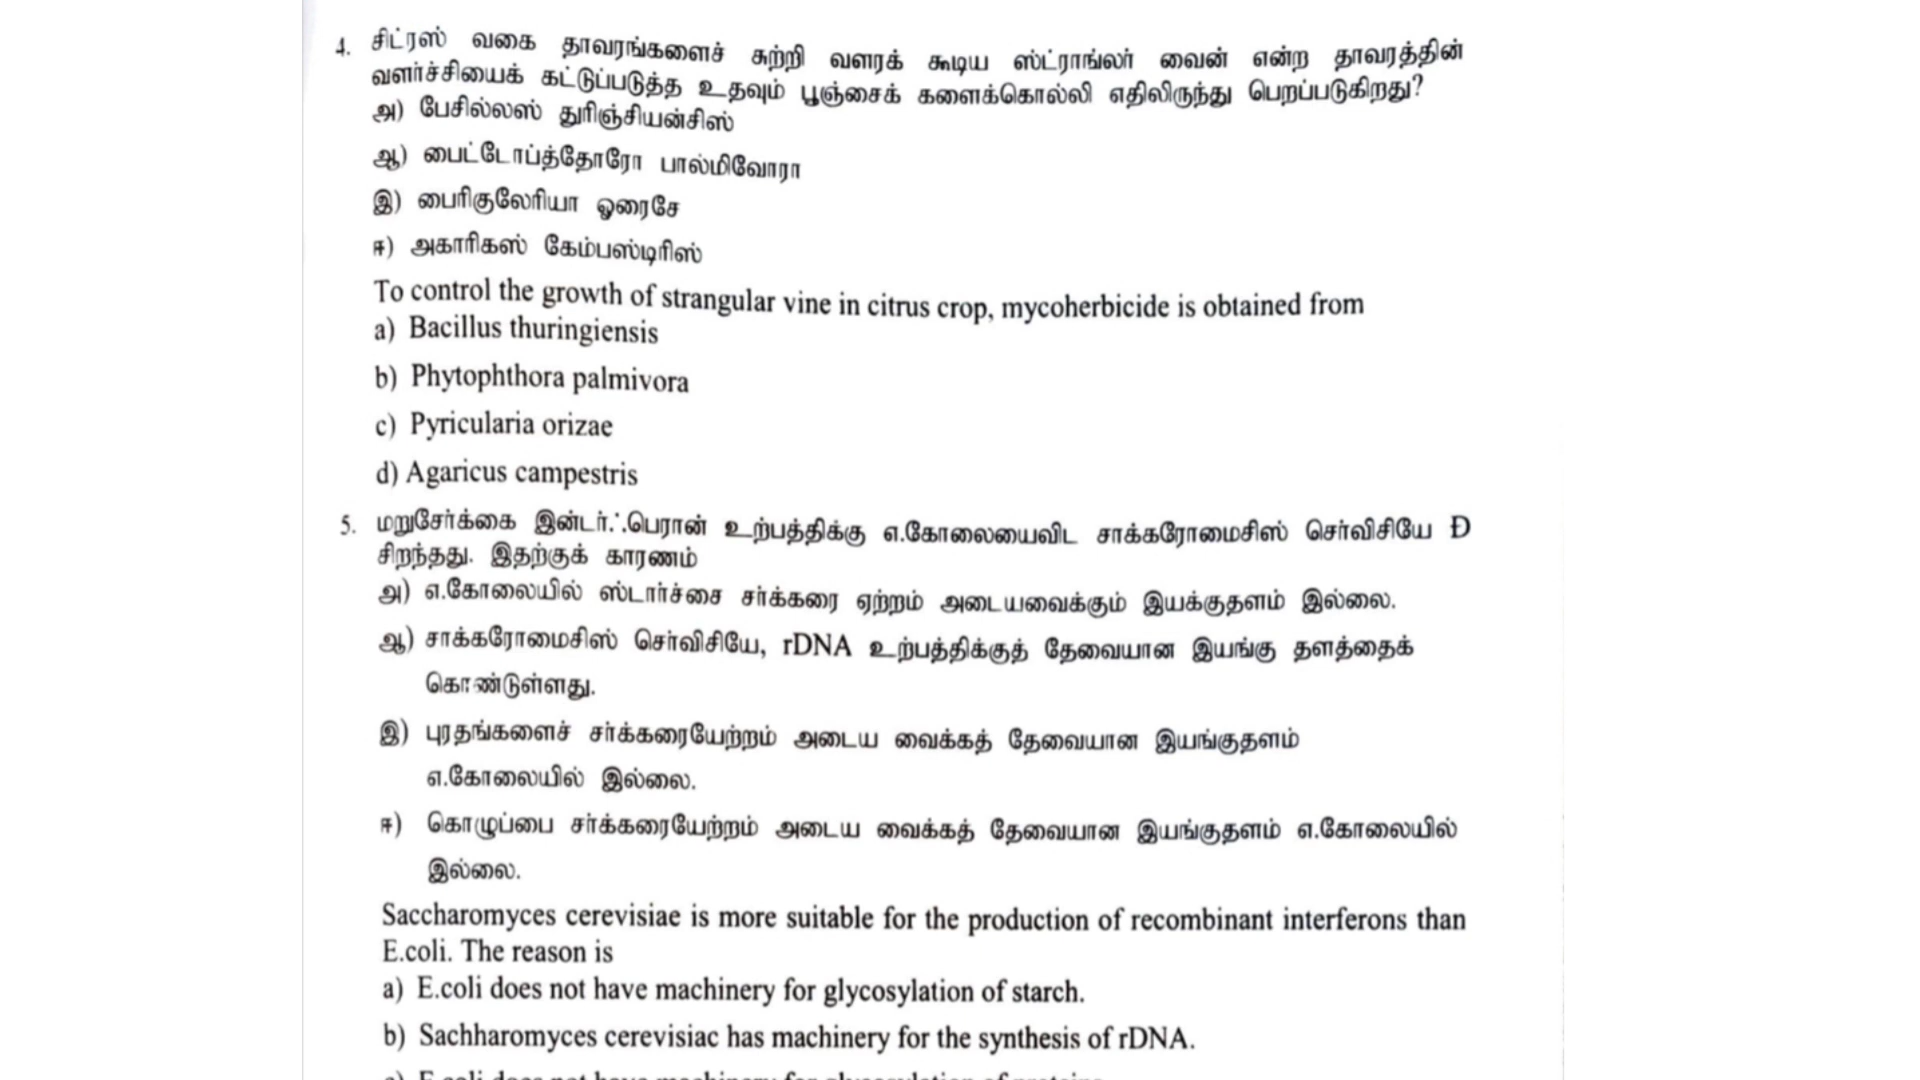 4. சிட்ரஸ் வகை தாவரங்களைச் சுற்றி வளரக் கூடிய ஸ்ட்ராங்லர் வைன் என்ற தாவரத்தின்
வளர்ச்சியைக் கட்டுப்படுத்த உதவும் பூஞ்சைக் களைக்கொல்லி எதிலிருந்து பெறப்படுகிறது?
அ) பேசில்லஸ் துரிஞ்சியன்சிஸ்
ஆ) பைட்டோப்த்தோரோ பால்மிவோரா
இ) பைரிகுலேரியா ஓரைசே
ஈ) அகாரிகஸ் கேம்பஸ்டிரிஸ்
To control the growth of strangular vine in citrus crop, mycoherbicide is obtained from
a) Bacillus thuringiensis
b) Phytophthora palmivora
c) Pyricularia orizae
d) Agaricus campestris
5. மறுசேர்க்கை இன்டர்ஃபெரான் உற்பத்திக்கு எ.கோலையைவிட சாக்கரோமைசிஸ் செர்விசியே Đ
சிறந்தது. இதற்குக் காரணம்
அ) எ.கோலையில் ஸ்டார்ச்சை சர்க்கரை ஏற்றம் அடையவைக்கும் இயக்குதளம் இல்லை.
ஆ) சாக்கரோமைசிஸ் செர்விசியே, rDNA உற்பத்திக்குத் தேவையான இயங்கு தளத்தைக்
கொண்டுள்ளது.
இ) புரதங்களைச் சர்க்கரையேற்றம் அடைய வைக்கத் தேவையான இயங்குதளம்
எ.கோலையில் இல்லை.
ஈ) கொழுப்பை சர்க்கரையேற்றம் அடைய வைக்கத் தேவையான இயங்குதளம் எ.கோலையில்
இல்லை.
Saccharomyces cerevisiae is more suitable for the production of recombinant interferons than
E.coli. The reason is
a) E.coli does not have machinery for glycosylation of starch.
b) Sachharomyces cerevisiac has machinery for the synthesis of rDNA.